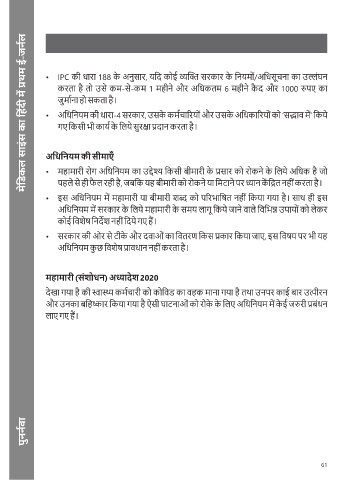 मेडिकल साइंस का हिंदी में प्रथम ई-जर्नल
• IPC की धारा 188 के अनुसार, यदि कोई व्यक्ति सरकार के नियमों/अधिसूचना का उल्लंघन
करता है तो उसे कम-से-कम 1 महीने और अधिकतम 6 महीने कैद और 1000 रुपए का
जुर्माना हो सकता है।
• अधिनियम की धारा-4 सरकार, उसके कर्मचारियों और उसके अधिकारियों को 'सद्भाव में' किये
गए किसी भी कार्य के लिये सुरक्षा प्रदान करता है।
अधिनियम की सीमाएँ
• महामारी रोग अधिनियम का उद्देश्य किसी बीमारी के प्रसार को रोकने के लिये अधिक है जो
पहले से ही फैल रही है, जबकि यह बीमारी को रोकने या मिटाने पर ध्यान केंद्रित नहीं करता है।
• इस अधिनियम में महामारी या बीमारी शब्द को परिभाषित नहीं किया गया है। साथ ही इस
अधिनियम में सरकार के लिये महामारी के समय लागू किये जाने वाले विभिन्न उपायों को लेकर
कोई विशेष निर्देश नहीं दिये गए हैं।
• सरकार की ओर से टीके और दवाओं का वितरण किस प्रकार किया जाए, इस विषय पर भी यह
अधिनियम कुछ विशेष प्रावधान नहीं करता है।
महामारी (संशोधन) अध्यादेश 2020
देखा गया है की स्वास्थ्य कर्मचारी को कोविड का वहक माना गया है तथा उनपर काई बार उत्पीरन
और उनका बहिष्कार किया गया है ऐसी घाटनाओं को रोके के लिए अधिनियम में केई जरुरी प्रबंधन
लाए गए हैं।
पुनर्नवा
61